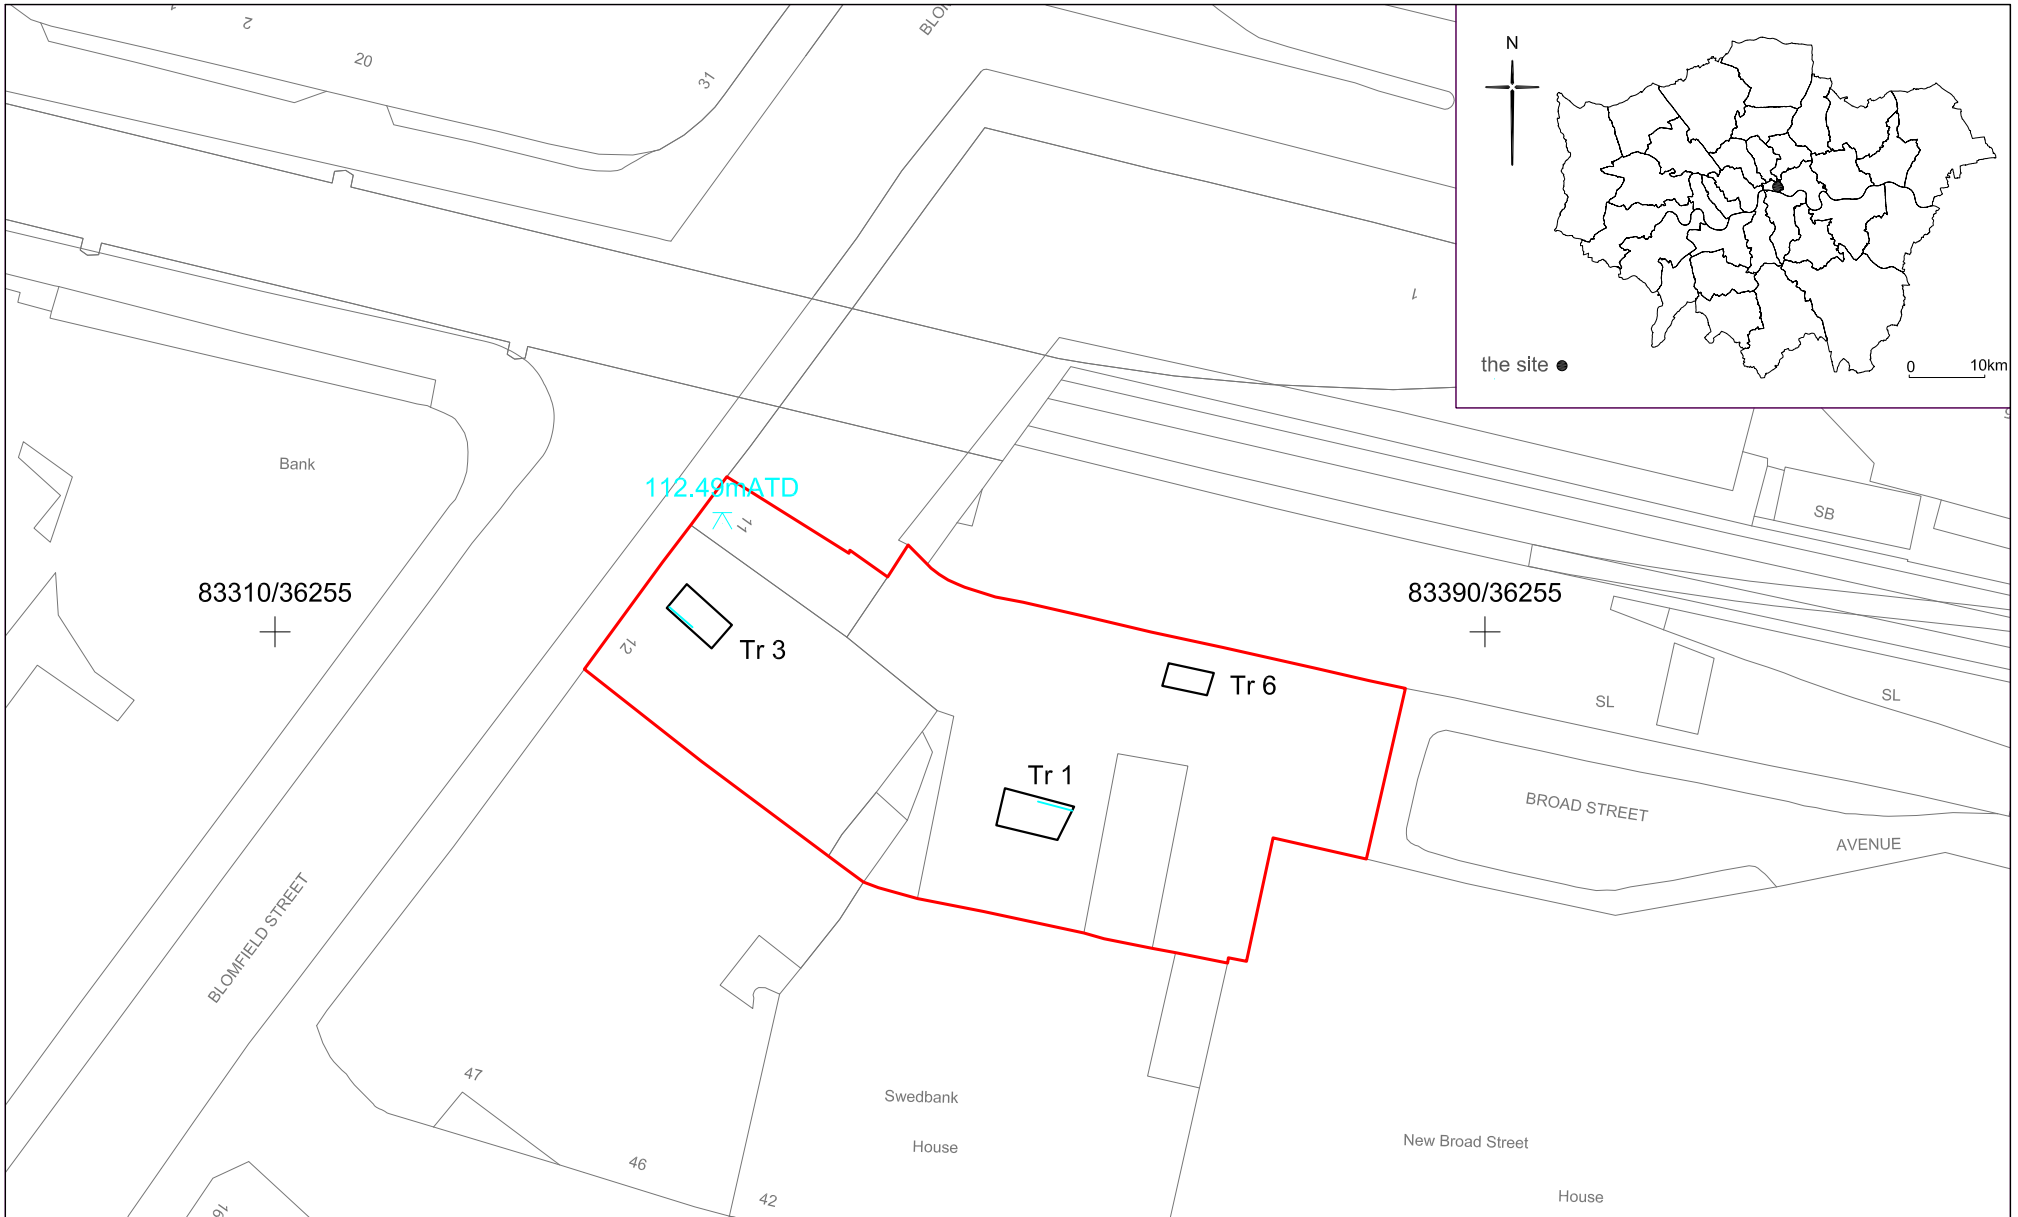 2
20
31
N
the site
0 10km
1
Bank
112.49mATD
11
SB
83310/36255
83390/36255
12
Tr 3
Tr 6
SL
SL
Tr 1
BROAD STREET
AVENUE
BLOMFIELD STREET
47
Swedbank
House
46
42
New Broad Street
House
16